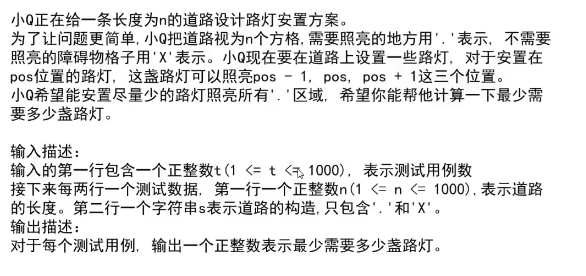 小Q正在给一条长度为n的道路设计路灯安置方案。
为了让问题更简单,小Q把道路视为n个方格,需要照亮的地方用'.'表示, 不需要
照亮的障碍物格子用'X'表示。小Q现在要在道路上设置一些路灯, 对于安置在
pos位置的路灯, 这盏路灯可以照亮pos - 1, pos, pos + 1这三个位置。
小Q希望能安置尽量少的路灯照亮所有'.'区域, 希望你能帮他计算一下最少需
要多少盏路灯。
输入描述:
输入的第一行包含一个正整数t(1 <= t <= 1000), 表示测试用例数
接下来每两行一个测试数据, 第一行一个正整数n(1 <= n <= 1000),表示道路
的长度。第二行一个字符串s表示道路的构造,只包含'.'和'X'。
输出描述:
对于每个测试用例, 输出一个正整数表示最少需要多少盏路灯。